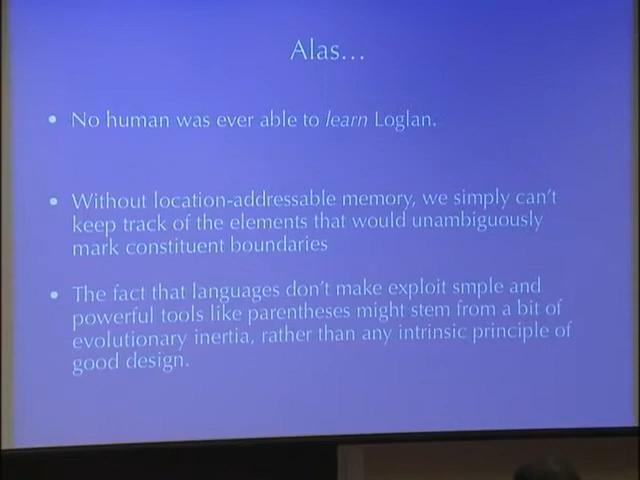 Alas...
• No human was ever able to learn Loglan.
• Without location-addressable memory, we simply can't
keep track of the elements that would unambiguously
mark constituent boundaries
• The fact that languages don't make exploit smple and
powerful tools like parentheses might stem from a bit of
evolutionary inertia, rather than any intrinsic principle of
good design.